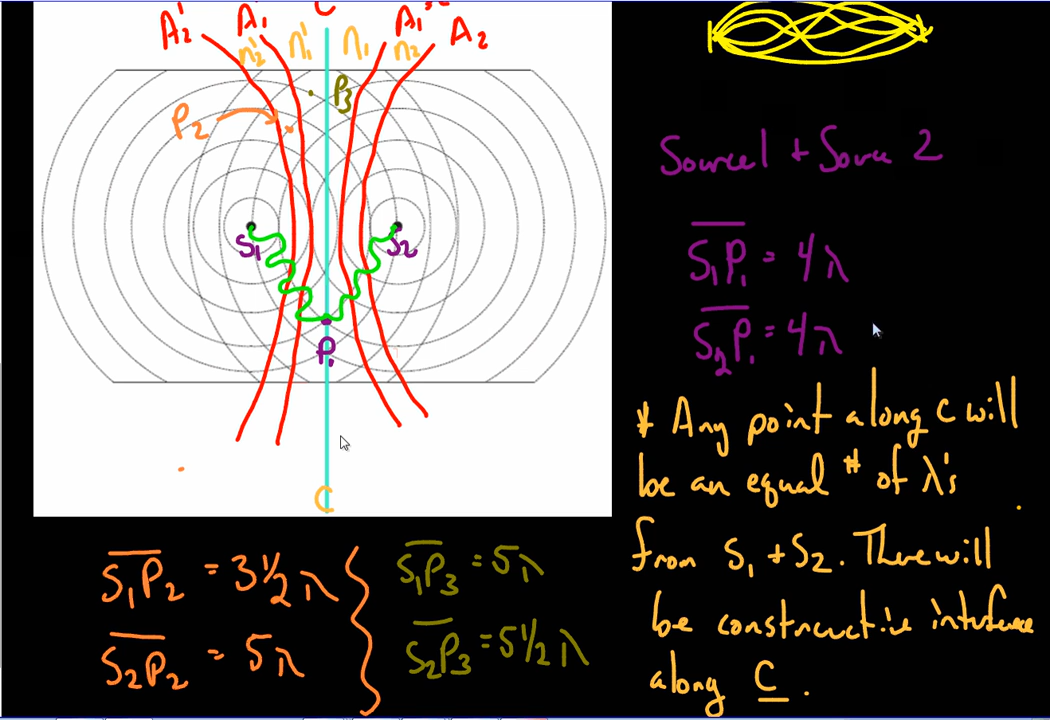 C
A₂' A₁ A₁' A₂
n₂' n₁' n₁ n₂
P₃
P₂
S₁ S₂
P₁
C
Source 1 + Source 2
S₁P₁ = 4λ
S₂P₁ = 4λ
* Any point along C will
be an equal # of λ's
from S₁ + S₂. There will
be constructive inteference
along C.
S₁P₂ = 3½λ
S₂P₂ = 5λ
S₁P₃ = 5λ
S₂P₃ = 5½λ